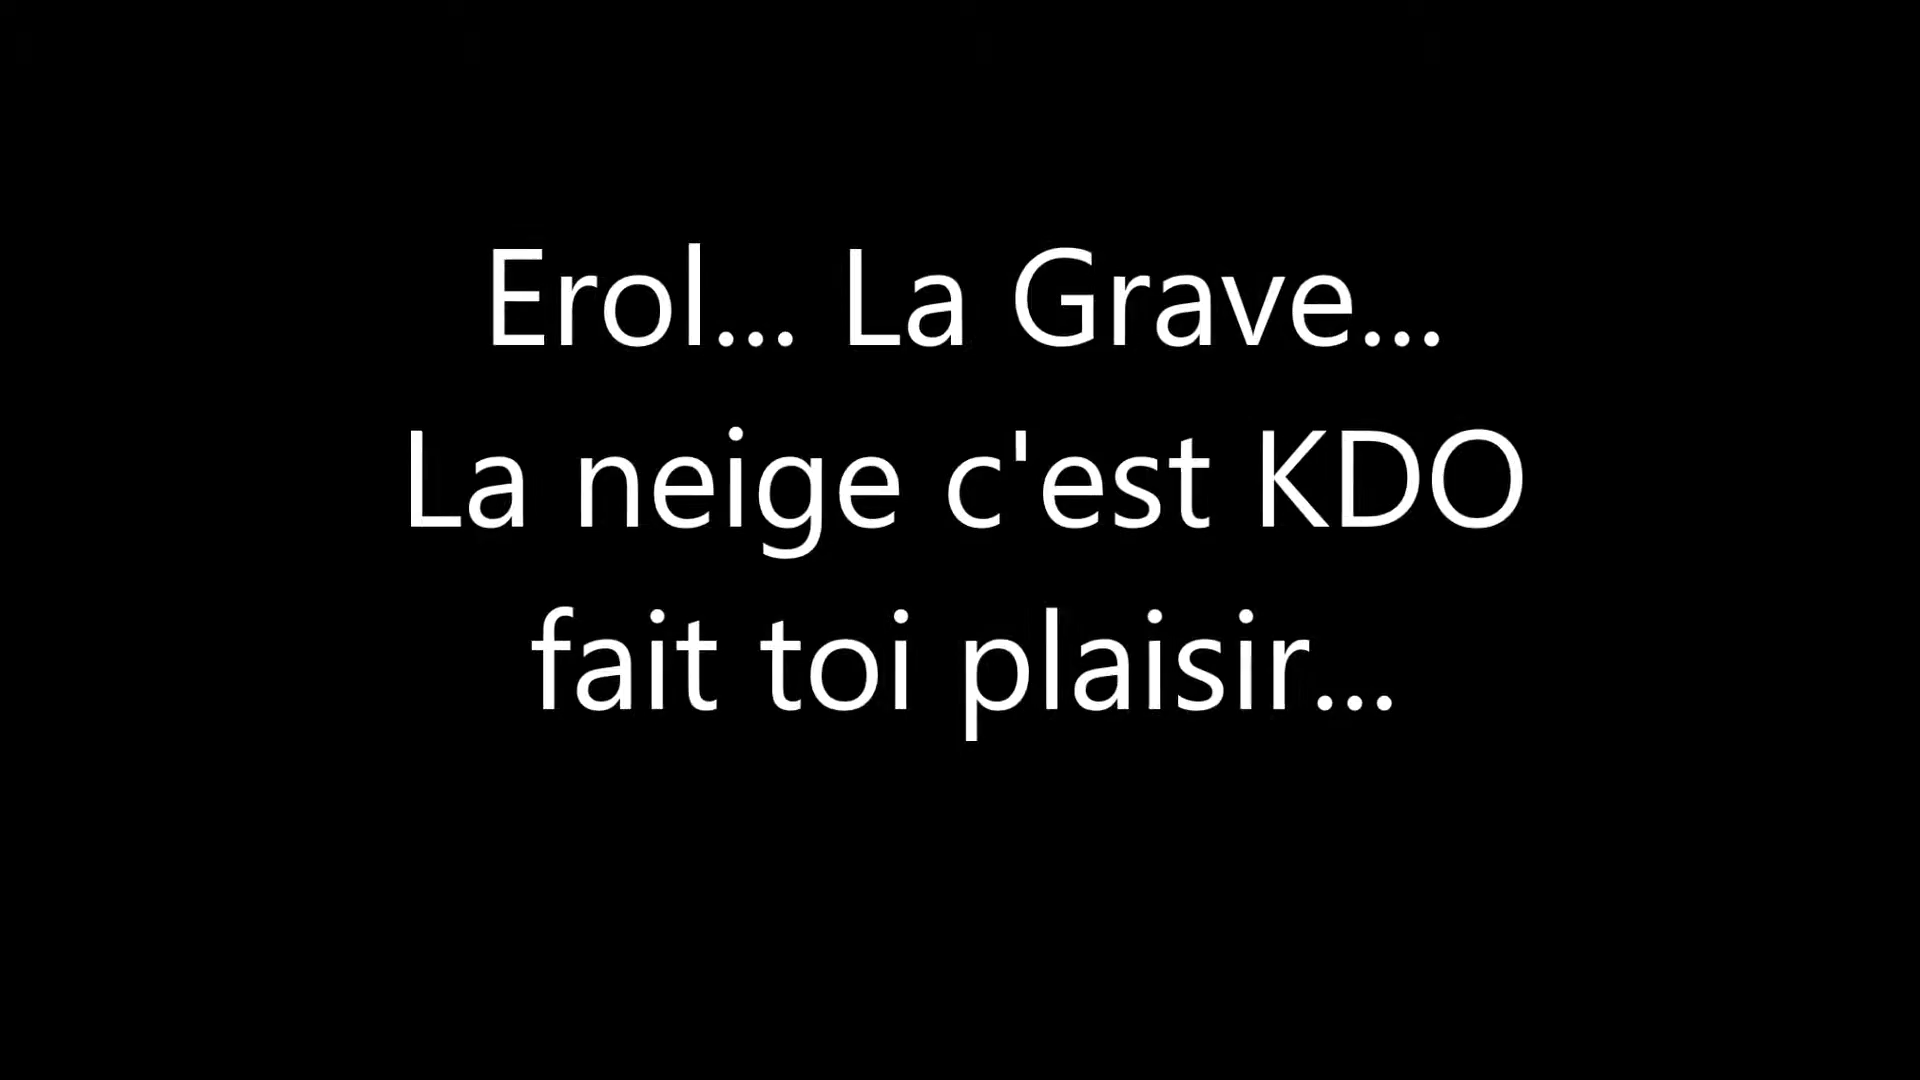 Erol... La Grave...
La neige c'est KDO
fait toi plaisir...